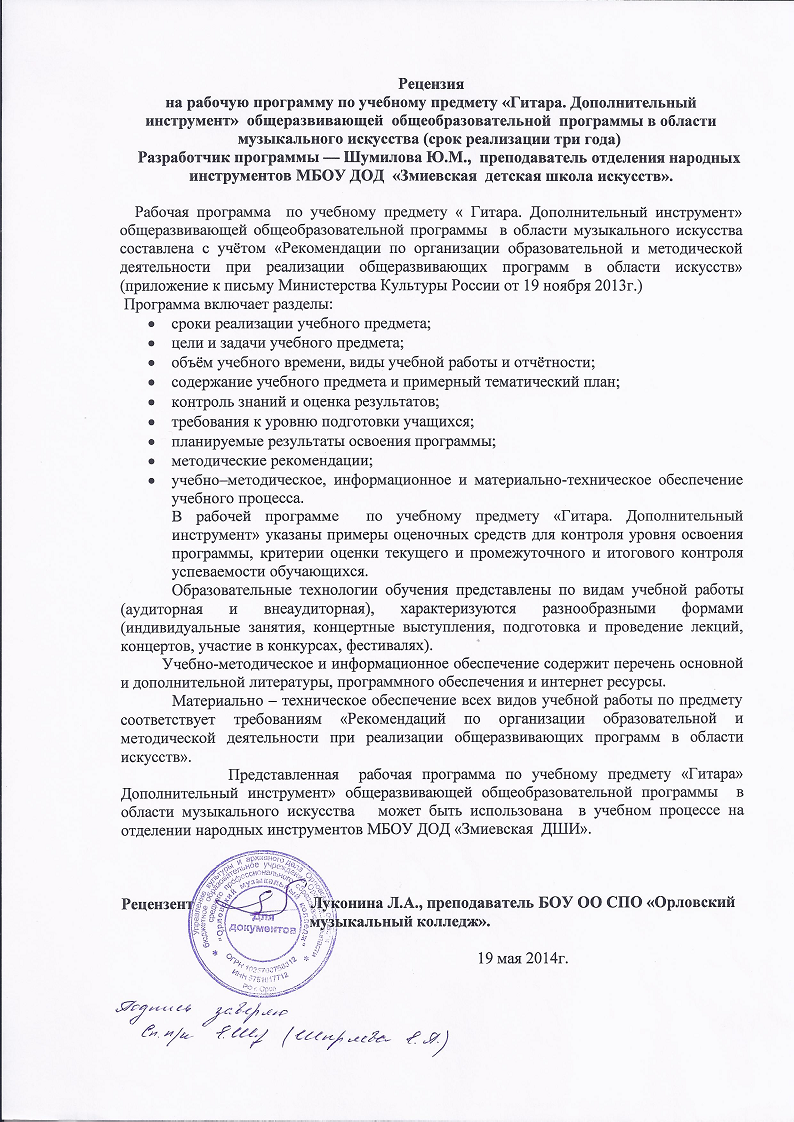 Рецензия
на рабочую программу по учебному предмету «Гитара. Дополнительный
инструмент» общеразвивающей общеобразовательной программы в области
музыкального искусства (срок реализации три года)
Разработчик программы — Шумилова Ю.М., преподаватель отделения народных
инструментов МБОУ ДОД «Змиевская детская школа искусств».
Рабочая программа по учебному предмету « Гитара. Дополнительный инструмент»
общеразвивающей общеобразовательной программы в области музыкального искусства
составлена с учётом «Рекомендации по организации образовательной и методической
деятельности при реализации общеразвивающих программ в области искусств»
(приложение к письму Министерства Культуры России от 19 ноября 2013г.)
Программа включает разделы:
• сроки реализации учебного предмета;
• цели и задачи учебного предмета;
• объём учебного времени, виды учебной работы и отчётности;
• содержание учебного предмета и примерный тематический план;
• контроль знаний и оценка результатов;
• требования к уровню подготовки учащихся;
• планируемые результаты освоения программы;
• методические рекомендации;
• учебно–методическое, информационное и материально-техническое обеспечение
учебного процесса.
В рабочей программе по учебному предмету «Гитара. Дополнительный
инструмент» указаны примеры оценочных средств для контроля уровня освоения
программы, критерии оценки текущего и промежуточного и итогового контроля
успеваемости обучающихся.
Образовательные технологии обучения представлены по видам учебной работы
(аудиторная и внеаудиторная), характеризуются разнообразными формами
(индивидуальные занятия, концертные выступления, подготовка и проведение лекций,
концертов, участие в конкурсах, фестивалях).
Учебно-методическое и информационное обеспечение содержит перечень основной
и дополнительной литературы, программного обеспечения и интернет ресурсы.
Материально – техническое обеспечение всех видов учебной работы по предмету
соответствует требованиям «Рекомендаций по организации образовательной и
методической деятельности при реализации общеразвивающих программ в области
искусств».
Представленная рабочая программа по учебному предмету «Гитара»
Дополнительный инструмент» общеразвивающей общеобразовательной программы в
области музыкального искусства может быть использована в учебном процессе на
отделении народных инструментов МБОУ ДОД «Змиевская ДШИ».
Рецензент Луконина Л.А., преподаватель БОУ ОО СПО «Орловский
музыкальный колледж».
Для
документов
"Орловский музыкальный колледж"
19 мая 2014г.
Подпись заверяю